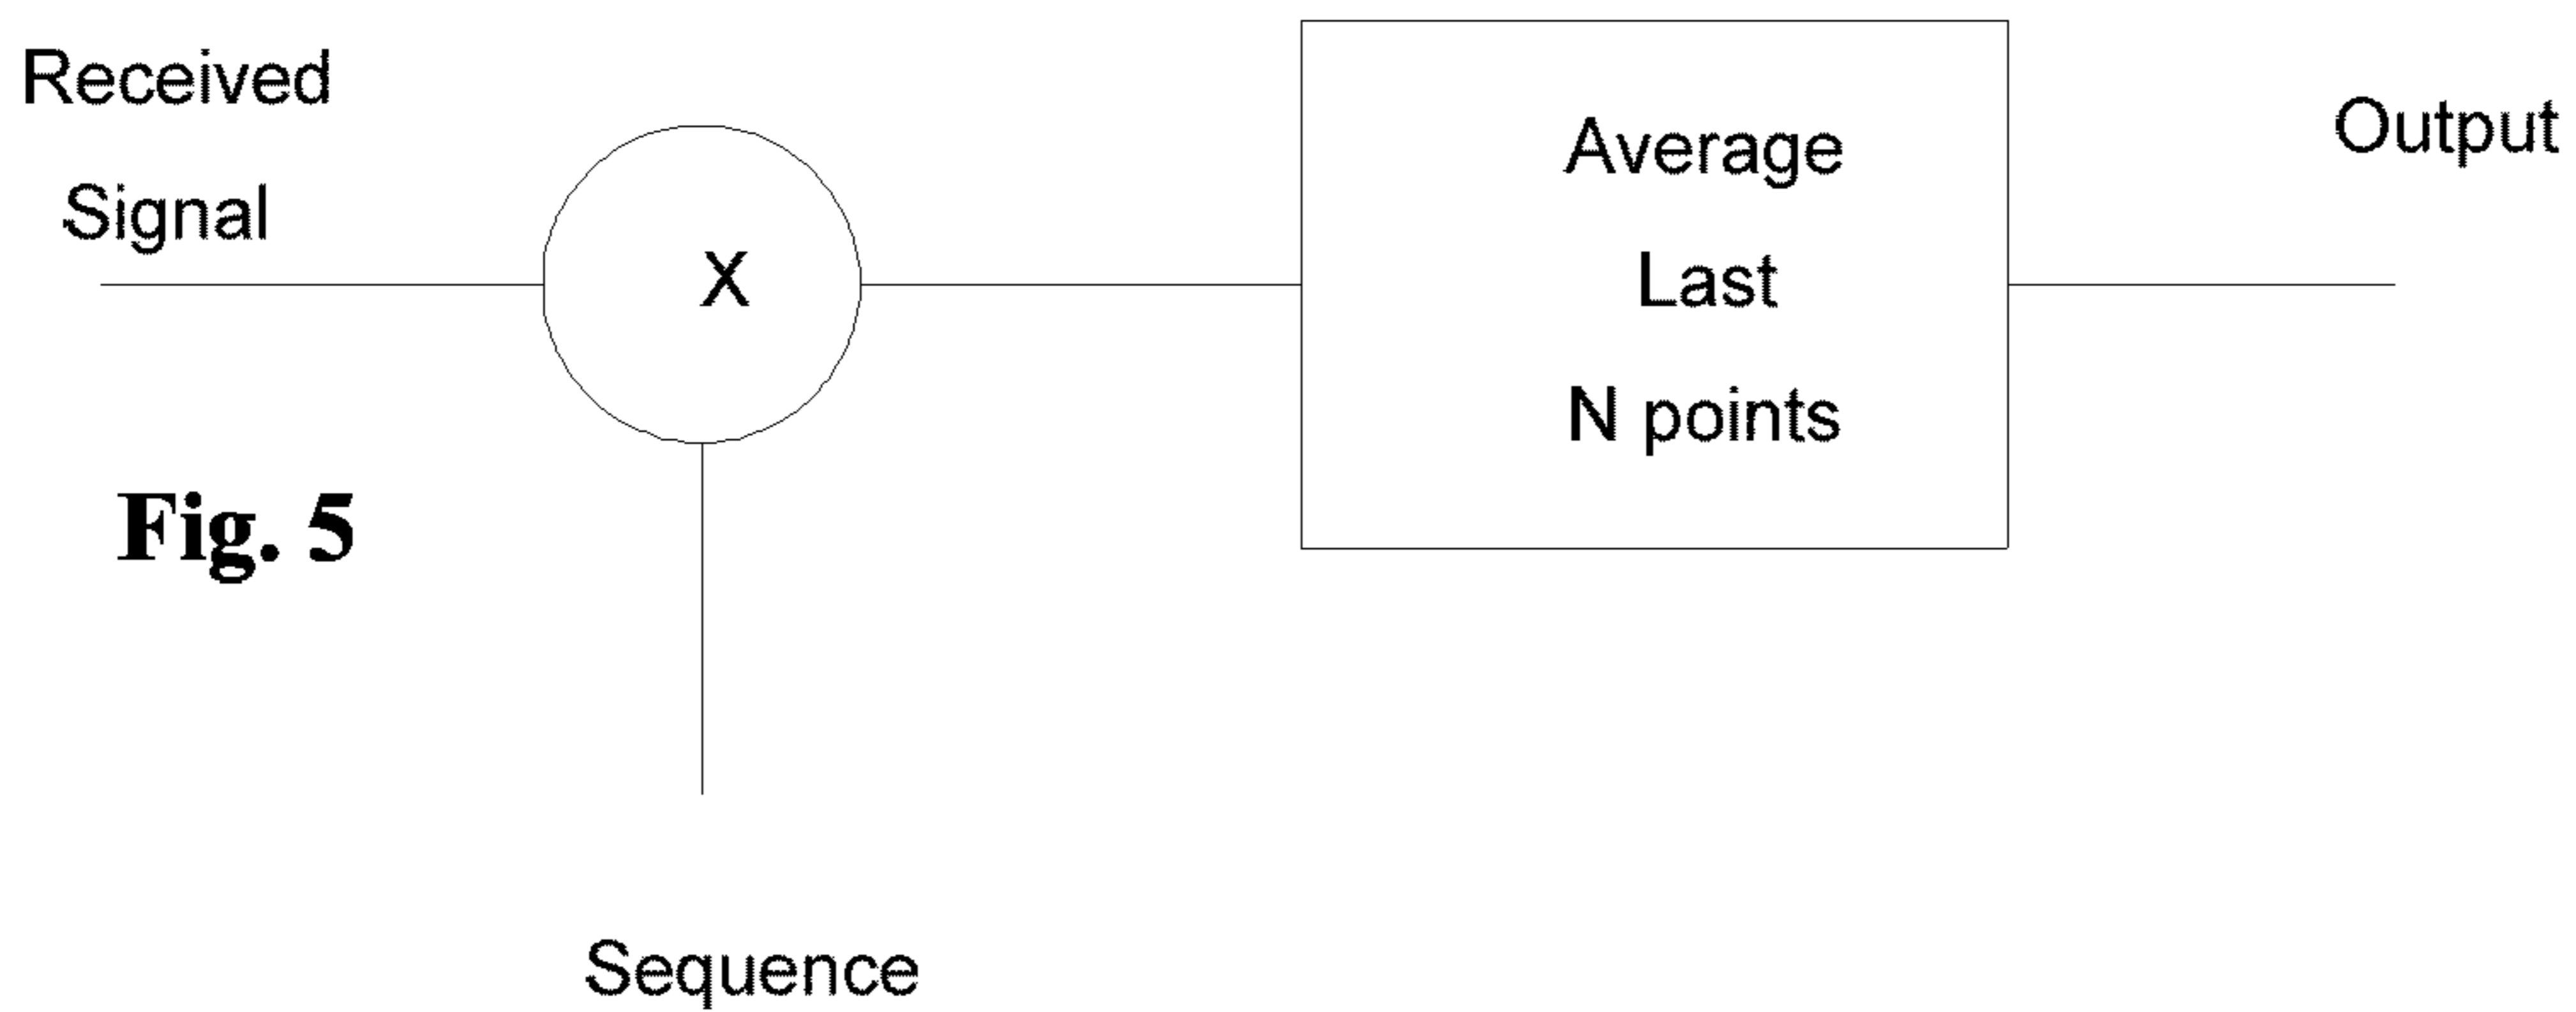 Received
Signal
X
Average
Last
N points
Output
Fig. 5
Sequence